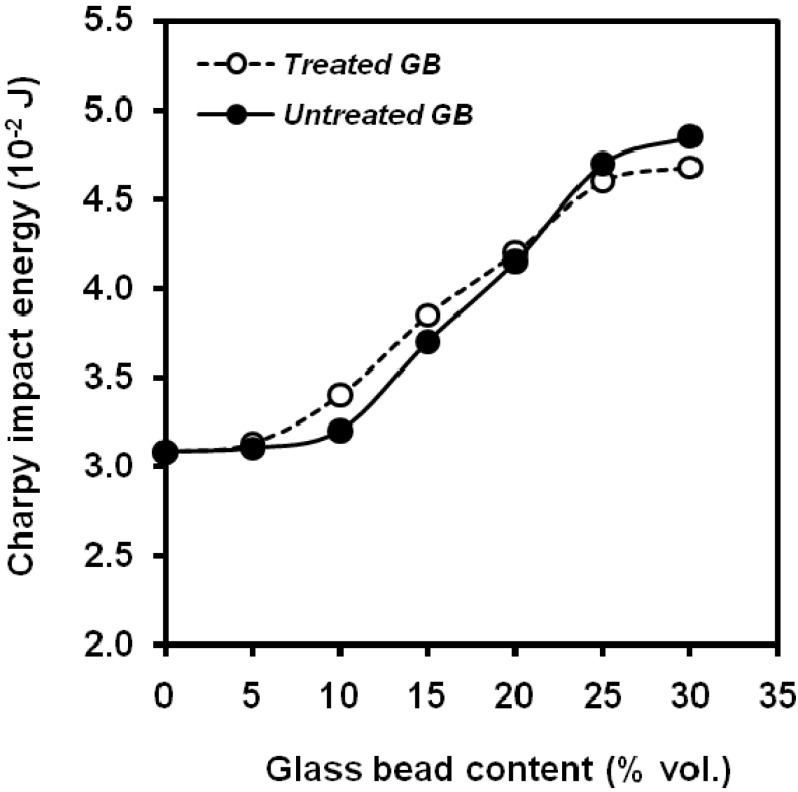 Charpy impact energy (10⁻² J)
5.5
5.0
4.5
4.0
3.5
3.0
2.5
2.0
Treated GB
Untreated GB
0 5 10 15 20 25 30 35
Glass bead content (% vol.)